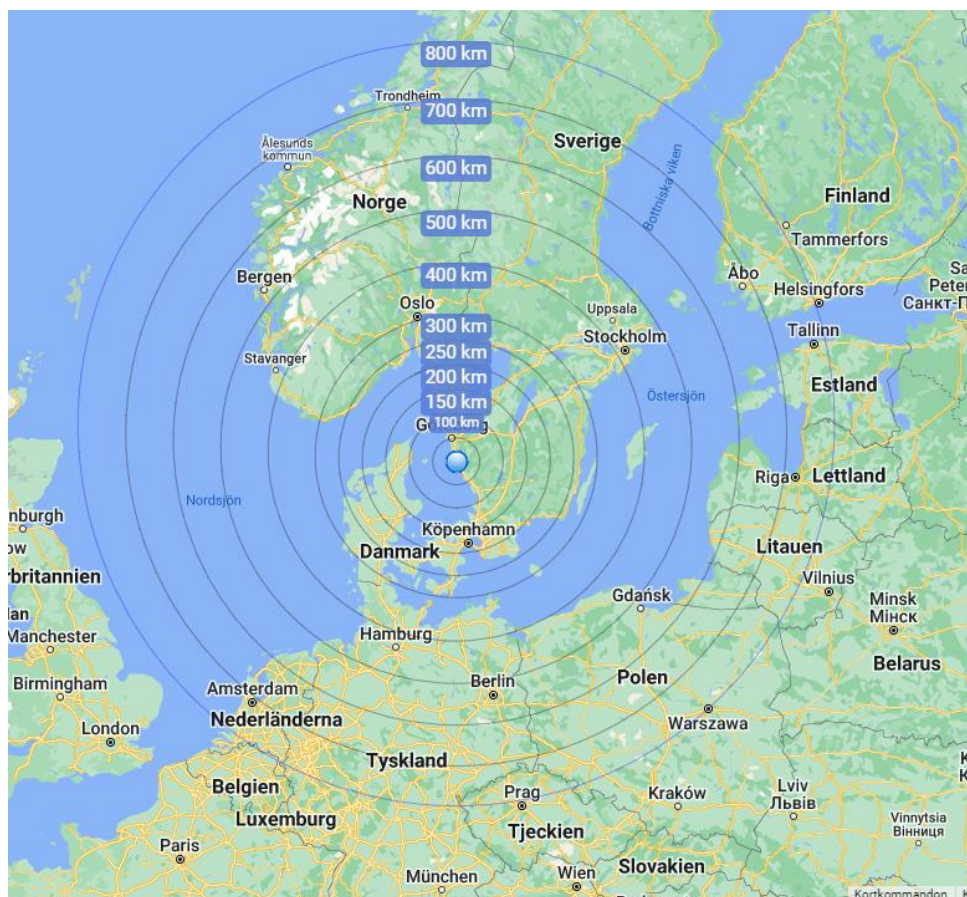 800 km
Trondheim
700 km
Sverige
Ålesunds
kommun
600 km
Norge
Bottniska viken
Finland
500 km
Tammerfors
Bergen
400 km
Åbo
Helsingfors
Oslo
Uppsala
300 km
Stockholm
Tallinn
Stavanger
250 km
200 km
Estland
Östersjön
150 km
100 km
Riga
Lettland
Nordsjön
Köpenhamn
Danmark
Litauen
Vilnius
Gdańsk
Minsk
Мінск
Hamburg
Manchester
Belarus
Birmingham
Amsterdam
Berlin
Polen
London
Nederländerna
Warszawa
Tyskland
Belgien
Prag
Kraków
Lviv
Львів
Luxemburg
Vinnytsia
Вінниця
Tjeckien
Paris
Slovakien
München
Wien
Kortkommandon